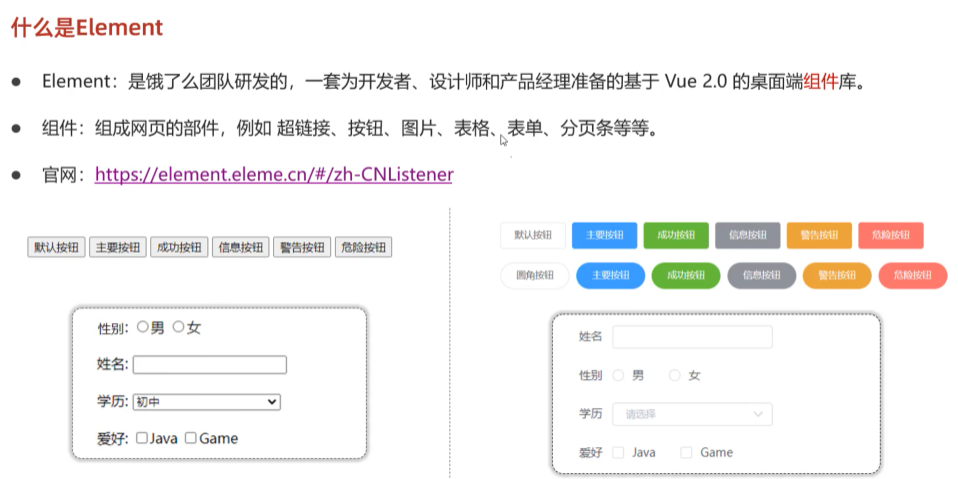 什么是Element
● Element：是饿了么团队研发的，一套为开发者、设计师和产品经理准备的基于 Vue 2.0 的桌面端组件库。
● 组件：组成网页的部件，例如 超链接、按钮、图片、表格、表单、分页条等等。
● 官网：https://element.eleme.cn/#/zh-CNListener
默认按钮 主要按钮 成功按钮 信息按钮 警告按钮 危险按钮
性别: 男 女
姓名:
学历: 初中
爱好: Java Game
默认按钮 主要按钮 成功按钮 信息按钮 警告按钮 危险按钮
圆角按钮 主要按钮 成功按钮 信息按钮 警告按钮 危险按钮
姓名
性别 男 女
学历 请选择
爱好 Java Game